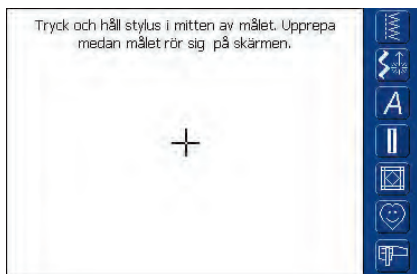 Tryck och håll stylus i mitten av målet. Upprepa
medan målet rör sig på skärmen.
A